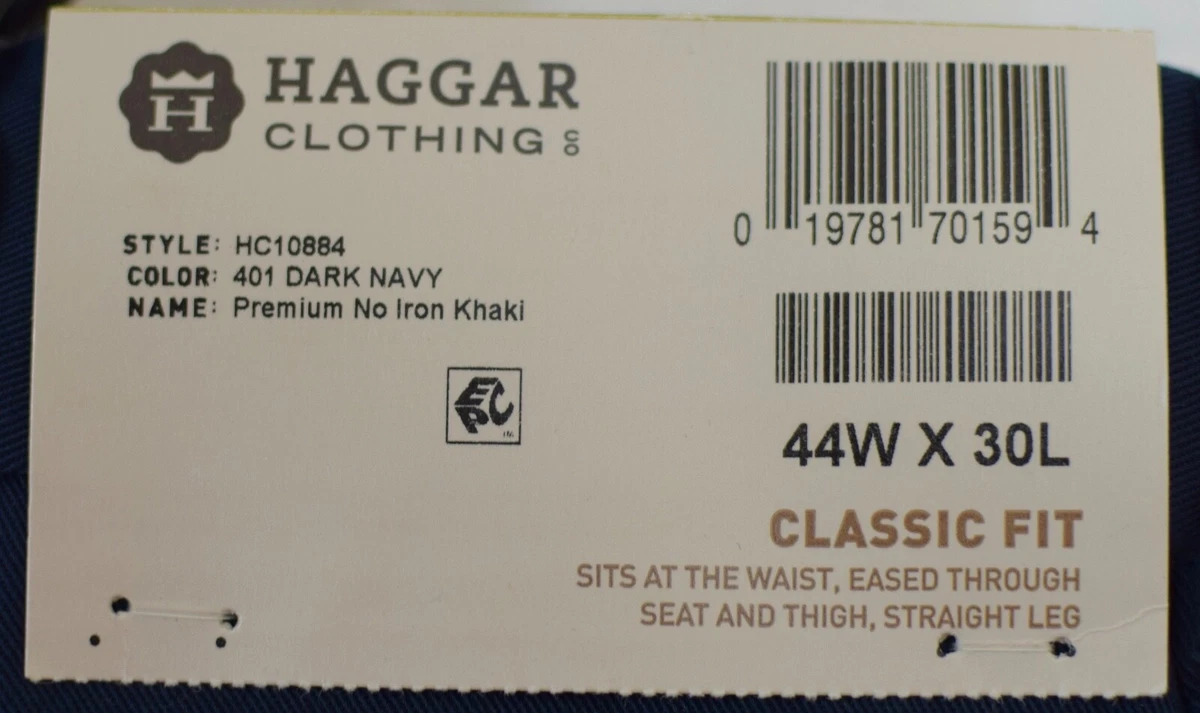 H
HAGGAR
CLOTHING CO
0 19781 70159 4
STYLE: HC10884
COLOR: 401 DARK NAVY
NAME: Premium No Iron Khaki
EPC
44W X 30L
CLASSIC FIT
SITS AT THE WAIST, EASED THROUGH
SEAT AND THIGH, STRAIGHT LEG